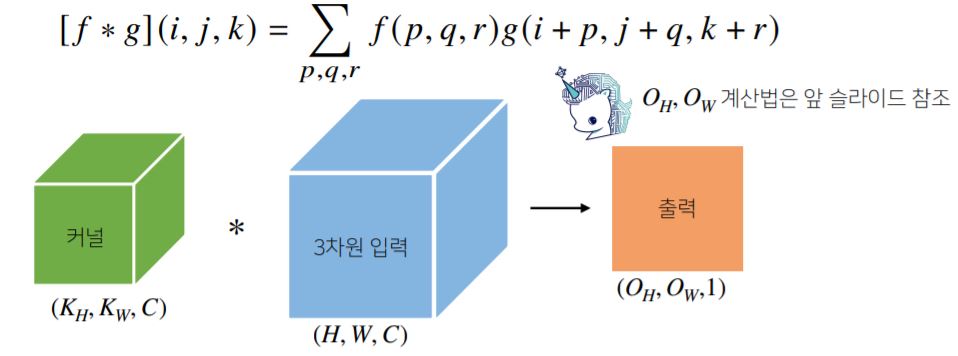 [f * g](i, j, k) = ∑ f(p, q, r)g(i + p, j + q, k + r)
p,q,r
O_H, O_W 계산법은 앞 슬라이드 참조
커널
*
3차원 입력
출력
(K_H, K_W, C)
(H, W, C)
(O_H, O_W,1)